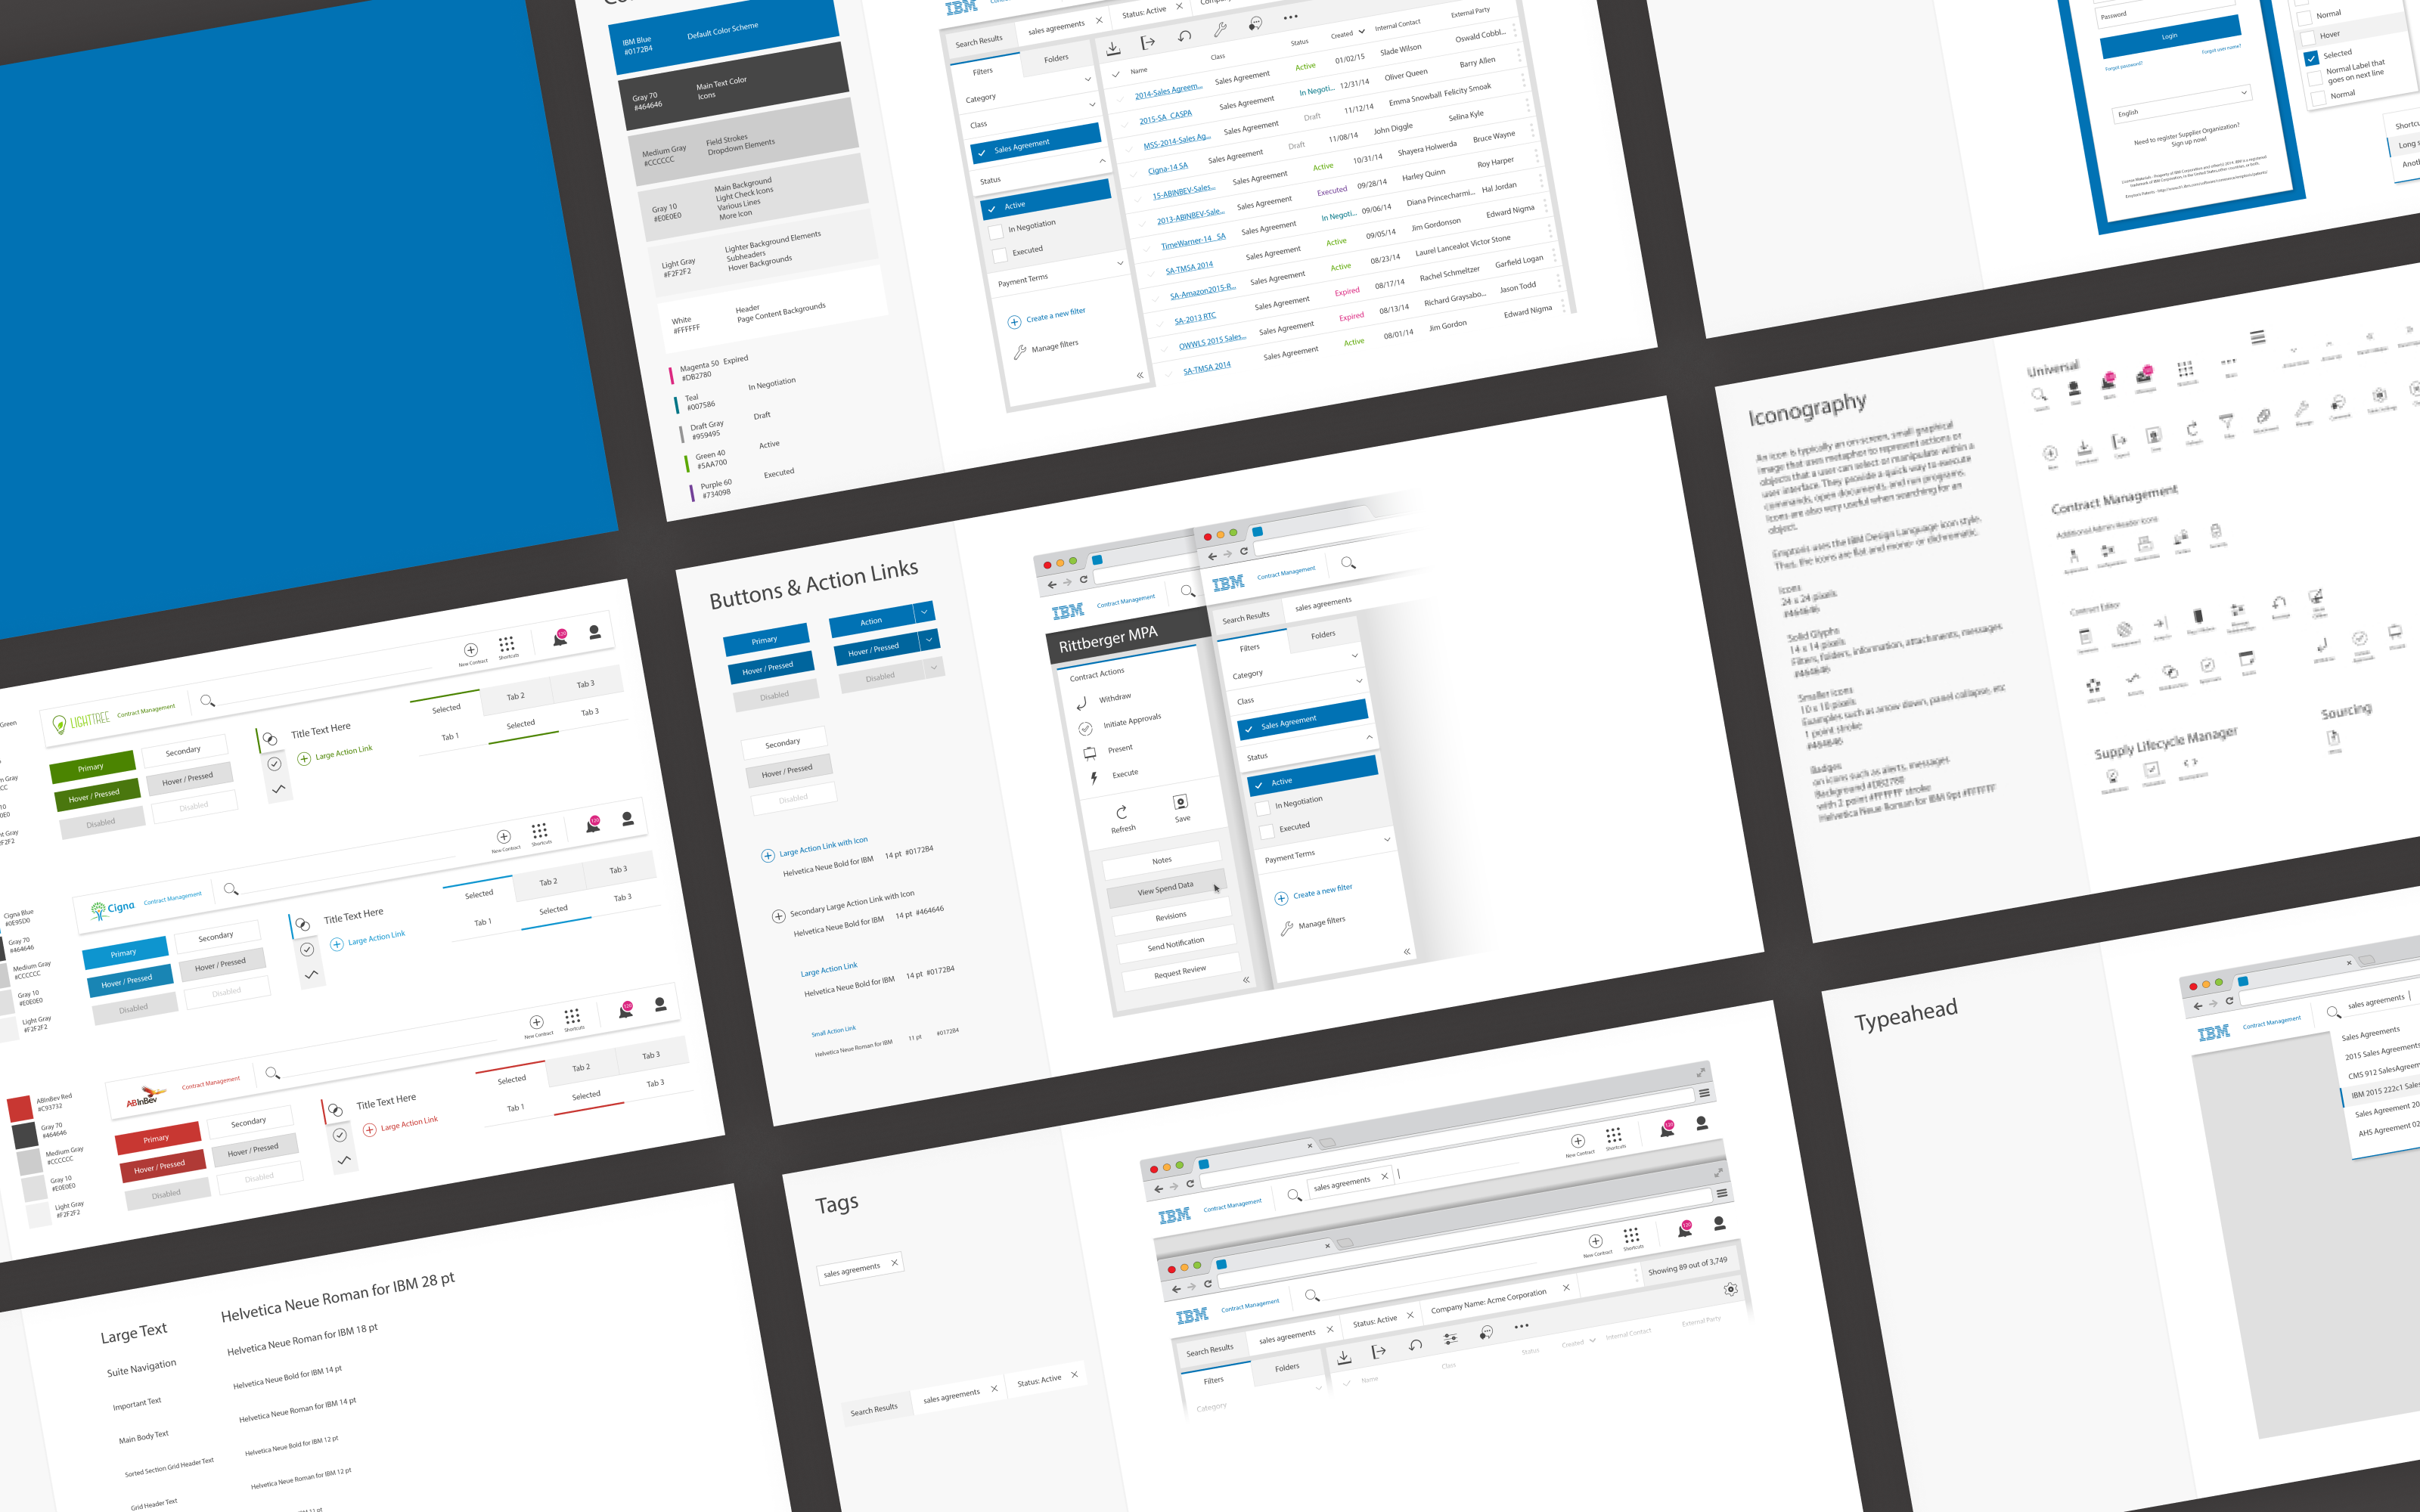 IBM Blue
#0172B4
Default Color Scheme
Gray 70
#464646
Main Text Color
Icons
Medium Gray
#CCCCCC
Field Strokes
Dropdown Elements
Gray 10
#E0E0E0
Main Background
Light Check Icons
Various Lines
More Icon
Light Gray
#F2F2F2
Lighter Background Elements
Subheaders
Hover Backgrounds
White
#FFFFFF
Header
Page Content Backgrounds
Magenta 50 Expired
#DB2780
Teal
#007586
In Negotiation
Draft Gray
#959495
Draft
Green 40
#5AA700
Active
Purple 60
#734098
Executed
IBM
Search Results
sales agreements
Status: Active
Filters
Folders
Category
Class
Sales Agreement
Status
Active
In Negotiation
Executed
Payment Terms
Create a new filter
Manage filters
Name Class Status Created Internal Contact External Party
2014-Sales Agreem... Sales Agreement Active 01/02/15 Slade Wilson Oswald Cobbl...
2015-SA_CASPA Sales Agreement In Negoti... 12/31/14 Oliver Queen Barry Allen
MSS-2014-Sales Ag... Sales Agreement Draft 11/12/14 Emma Snowball Felicity Smoak
Cigna-14 SA Sales Agreement Draft 11/08/14 John Diggle Selina Kyle
15-ABINBEV-Sales... Sales Agreement Active 10/31/14 Shayera Holwerda Bruce Wayne
2013-ABINBEV-Sale... Sales Agreement Executed 09/28/14 Harley Quinn Roy Harper
TimeWarner-14_ SA Sales Agreement In Negoti... 09/06/14 Diana Princecharmi... Hal Jordan
SA-TMSA 2014 Sales Agreement Active 09/05/14 Jim Gordonson Edward Nigma
SA-Amazon2015-R... Sales Agreement Active 08/23/14 Laurel Lancealot Victor Stone
SA-2013 RTC Sales Agreement Expired 08/17/14 Rachel Schmeltzer Garfield Logan
OWWLS 2015 Sales... Sales Agreement Expired 08/13/14 Richard Graysabo... Jason Todd
SA-TMSA 2014 Sales Agreement Active 08/01/14 Jim Gordon Edward Nigma
Password
Login
Forgot password?
Forgot user name?
English
Need to register Supplier Organization?
Sign up now!
Normal
Hover
Selected
Normal Label that
goes on next line
Normal
Shortcu
Long s
Anot
Iconography
An icon is typically an on-screen, small graphical
image that uses metaphor to represent actions or
objects that a user can select or manipulate within a
user interface. They provide a quick way to execute
commands, open documents, and run programs.
Icons are also very useful when searching for an
object.
Emptoris uses the IBM Design Language icon style.
Thus, the icons are flat and mono- or dichromatic.
Icons
24 x 24 pixels
#464646
Solid Glyphs
14 x 14 pixels
Filters, folders, information, attachments, messages
#464646
Smaller icons
10 x 10 pixels
Examples such as arrow down, panel collapse, etc
1 point stroke
#464646
Badges
on icons such as alerts, messages
Background #DB2780
with 2 point #FFFFFF stroke
Helvetica Neue Roman for IBM 9pt #FFFFFF
Universal
Contract Management
Additional Admin Header Icons
Contract Editor
Supply Lifecycle Manager
Sourcing
Buttons & Action Links
Primary
Hover / Pressed
Disabled
Action
Hover / Pressed
Disabled
Secondary
Hover / Pressed
Disabled
Large Action Link with Icon
Helvetica Neue Bold for IBM 14 pt #0172B4
Secondary Large Action Link with Icon
Helvetica Neue Bold for IBM 14 pt #464646
Large Action Link
Helvetica Neue Bold for IBM 14 pt #0172B4
Small Action Link
Helvetica Neue Roman for IBM 11 pt #0172B4
IBM Contract Management
Rittberger MPA
Contract Actions
Withdraw
Initiate Approvals
Present
Execute
Refresh
Save
Notes
View Spend Data
Revisions
Send Notification
Request Review
IBM Contract Management
Search Results
sales agreements
Filters
Folders
Category
Class
Sales Agreement
Status
Active
In Negotiation
Executed
Payment Terms
Create a new filter
Manage filters
Green
LIGHTTREE Contract Management
New Contract
Shortcuts
120
Primary
Secondary
Hover / Pressed
Hover / Pressed
Disabled
Disabled
Title Text Here
Large Action Link
Selected
Tab 2
Tab 3
Tab 1
Selected
Tab 3
Cigna Blue
#0E95D0
Gray 70
#464646
Medium Gray
#CCCCCC
Gray 10
#E0E0E0
Light Gray
#F2F2F2
Cigna Contract Management
New Contract
Shortcuts
120
Primary
Secondary
Hover / Pressed
Hover / Pressed
Disabled
Disabled
Title Text Here
Large Action Link
Selected
Tab 2
Tab 3
Tab 1
Selected
Tab 3
ABInBev Red
#C93732
Gray 70
#464646
Medium Gray
#CCCCCC
Gray 10
#E0E0E0
Light Gray
#F2F2F2
ABInBev Contract Management
New Contract
Shortcuts
120
Primary
Secondary
Hover / Pressed
Hover / Pressed
Disabled
Disabled
Title Text Here
Large Action Link
Selected
Tab 2
Tab 3
Tab 1
Selected
Tab 3
Large Text
Helvetica Neue Roman for IBM 28 pt
Suite Navigation
Helvetica Neue Roman for IBM 18 pt
Important Text
Helvetica Neue Bold for IBM 14 pt
Main Body Text
Helvetica Neue Roman for IBM 14 pt
Sorted Section Grid Header Text
Helvetica Neue Bold for IBM 12 pt
Grid Header Text
Helvetica Neue Roman for IBM 12 pt
Tags
sales agreements
Search Results
sales agreements
Status: Active
IBM Contract Management
sales agreements
New Contract
Shortcuts
120
IBM Contract Management
New Contract
Shortcuts
120
Search Results
sales agreements
Status: Active
Company Name: Acme Corporation
Showing 89 out of 3,749
Filters
Folders
Category
Name
Class
Status
Created
Internal Contact
External Party
Typeahead
IBM Contract Management
sales agreements
Sales Agreements
2015 Sales Agreements
CMS 912 SalesAgreem
IBM 2015 222c1 Sales
Sales Agreement 20
AHS Agreement 02